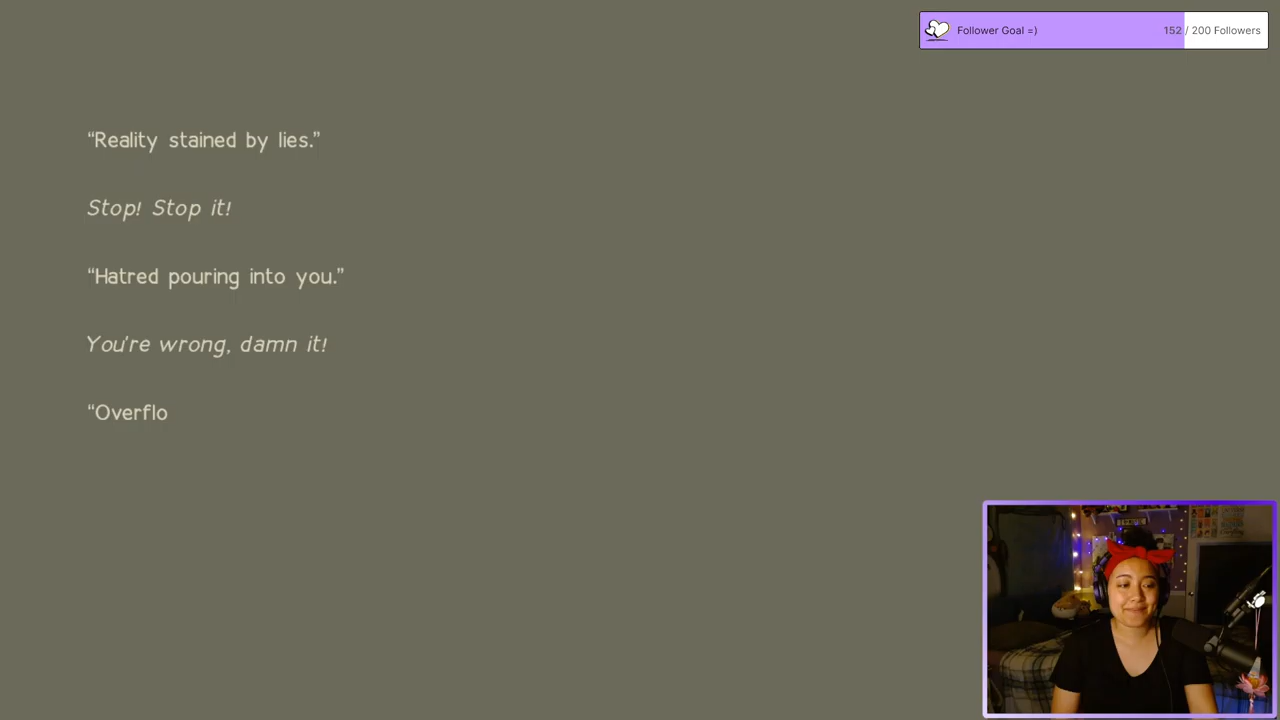 Follower Goal =)
152 / 200 Followers
“Reality stained by lies.”
Stop! Stop it!
“Hatred pouring into you.”
You're wrong, damn it!
“Overflo